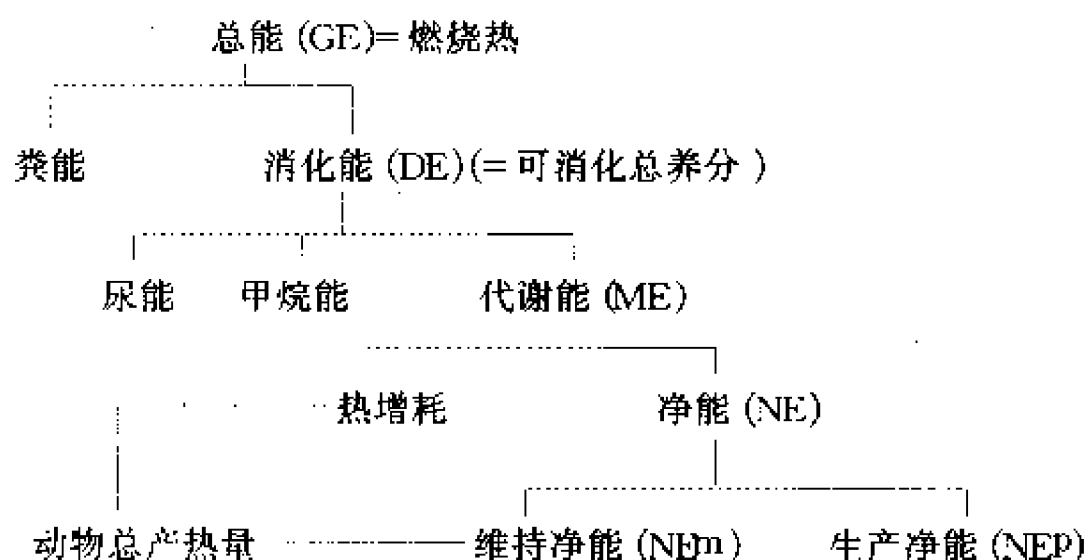 总能 (GE)= 燃烧热
粪能 消化能 (DE)(= 可消化总养分 )
尿能 甲烷能 代谢能 (ME)
热增耗 净能 (NE)
动物总产热量 维持净能 (NEm) 生产净能 (NEp)